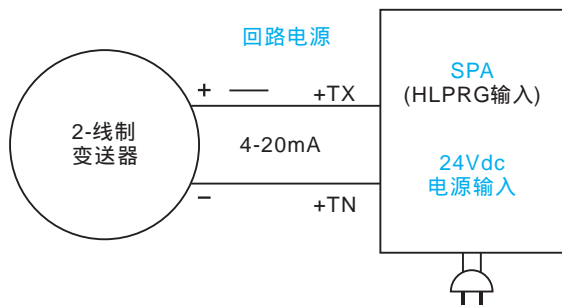 回路电源
+ — +TX
SPA
(HLPRG输入)
2-线制
变送器
4-20mA
24Vdc
电源输入
− +TN